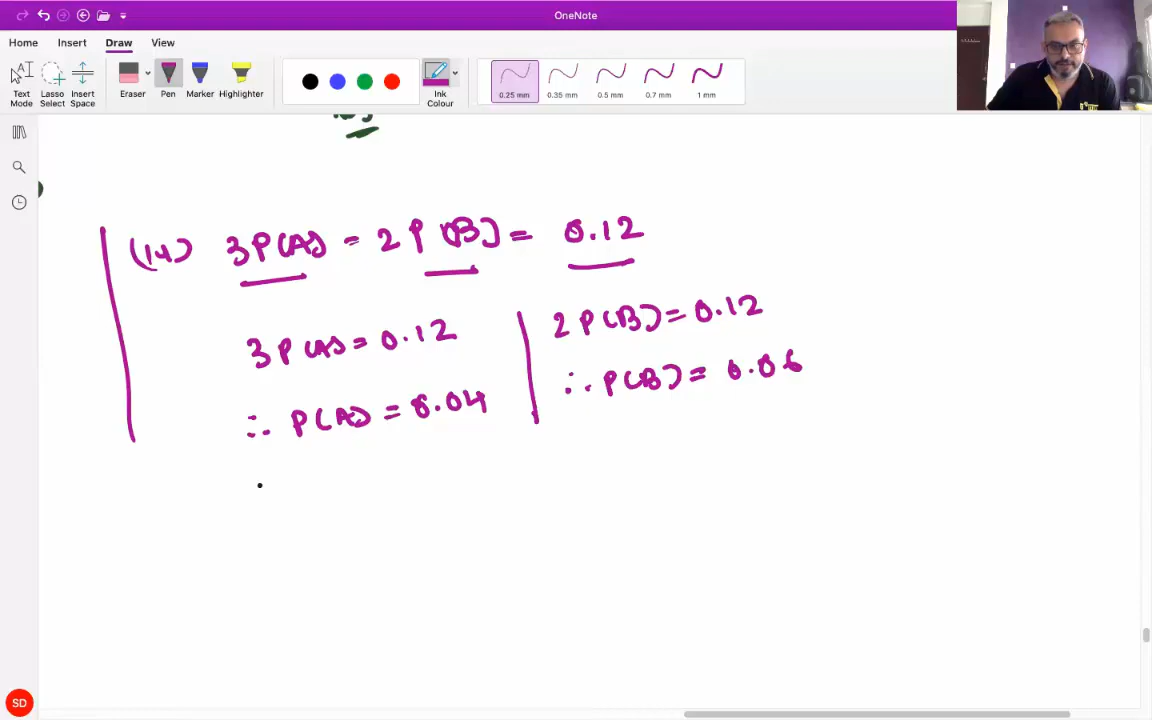 OneNote
Home Insert Draw View
Text Mode Lasso Select Insert Space Eraser Pen Marker Highlighter Ink Colour 0.25 mm 0.35 mm 0.5 mm 0.7 mm 1 mm
(14) 3P(A) = 2P(B) = 0.12
3P(A) = 0.12
∴ P(A) = 0.04
2P(B) = 0.12
∴ P(B) = 0.06
SD